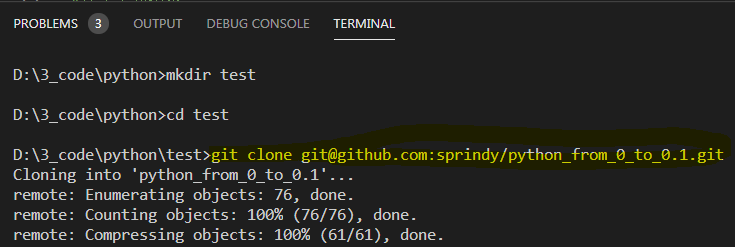 PROBLEMS 3 OUTPUT DEBUG CONSOLE TERMINAL
D:\3_code\python>mkdir test
D:\3_code\python>cd test
D:\3_code\python\test>git clone git@github.com:sprindy/python_from_0_to_0.1.git
Cloning into 'python_from_0_to_0.1'...
remote: Enumerating objects: 76, done.
remote: Counting objects: 100% (76/76), done.
remote: Compressing objects: 100% (61/61), done.